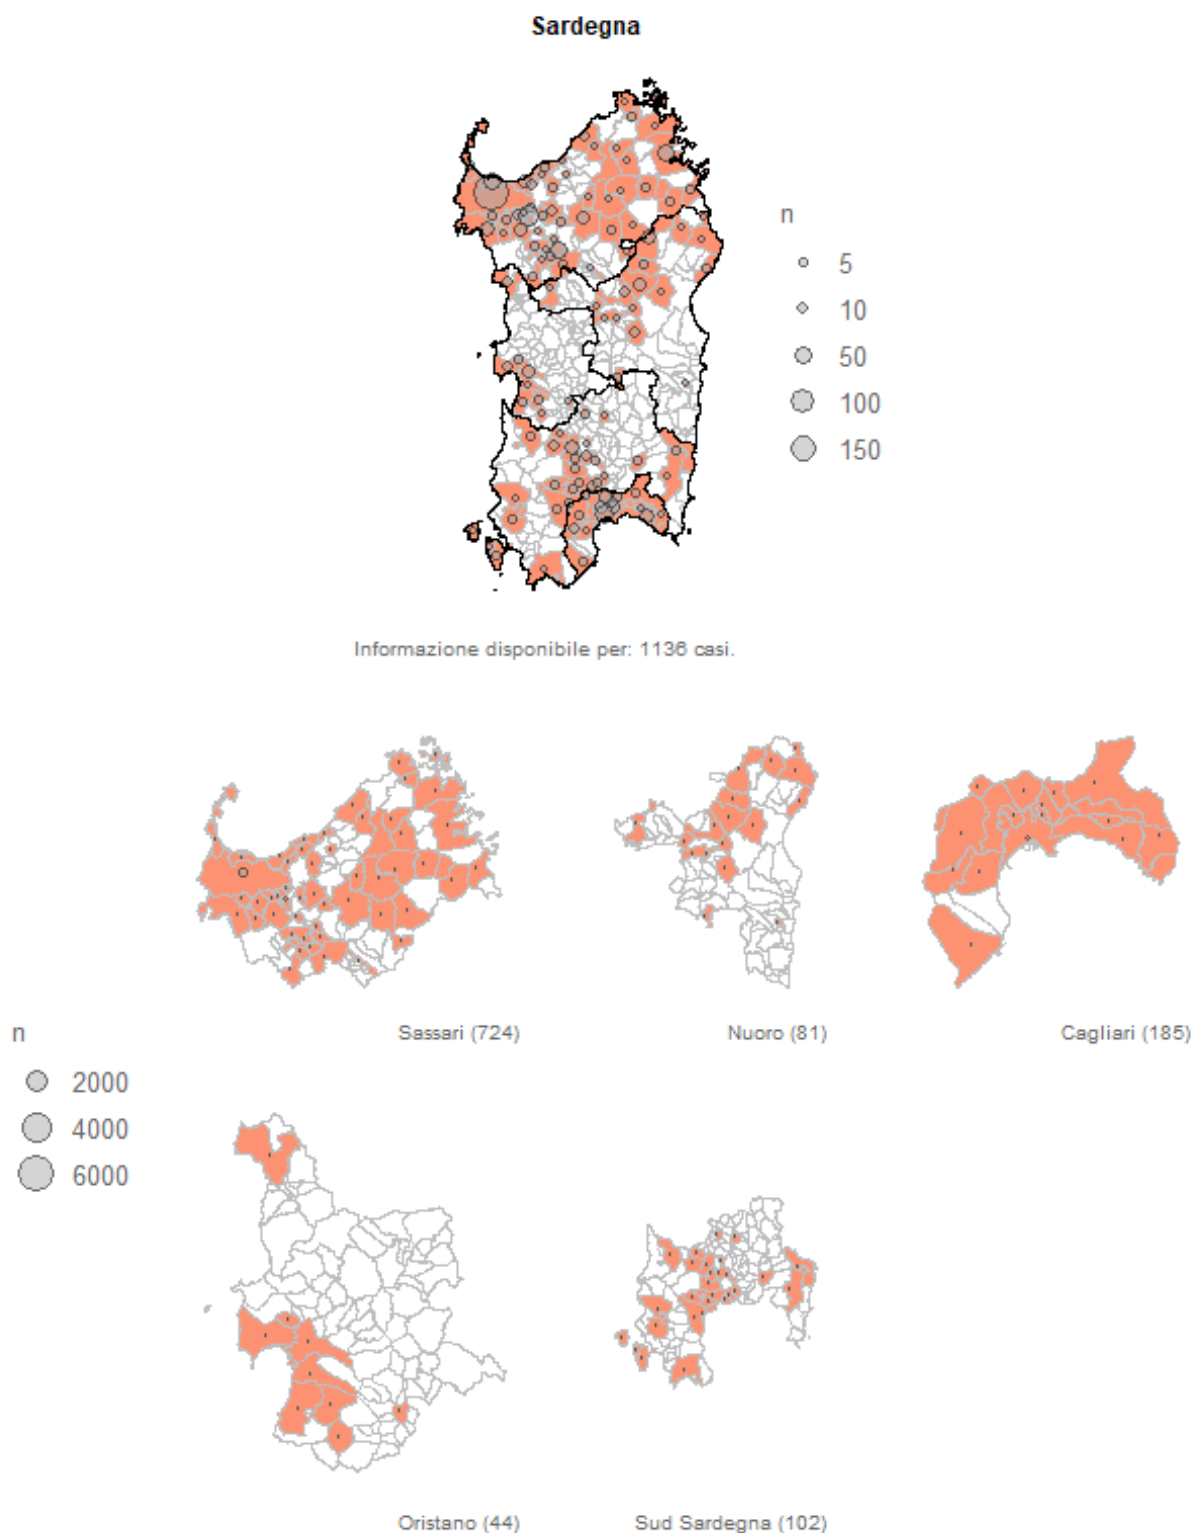 Sardegna
n
5
10
50
100
150
Informazione disponibile per: 1136 casi.
Sassari (724)
Nuoro (81)
Cagliari (185)
n
2000
4000
6000
Oristano (44)
Sud Sardegna (102)